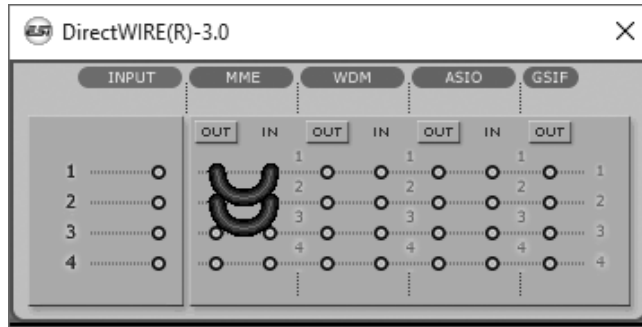 ESI DirectWIRE(R)-3.0
INPUT MME WDM ASIO GSIF
OUT IN OUT IN OUT IN OUT
1 1 1 1 1
2 2 2 2 2
3 3 3 3 3
4 4 4 4 4